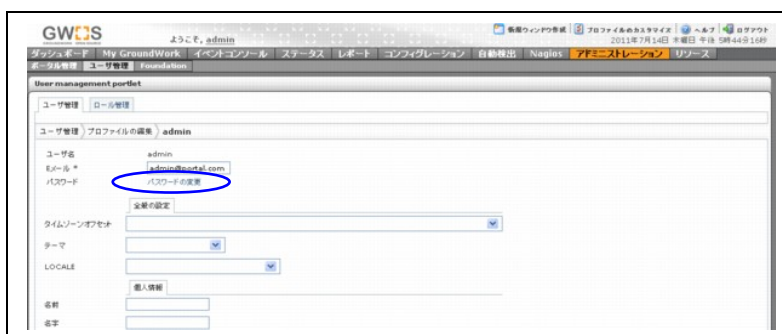 GWOS
ようこそ, admin
新規ウィンドウ作成 プロファイルのカスタマイズ ヘルプ ログアウト
2011年7月14日 木曜日 午後 5時44分16秒
ダッシュボード My GroundWork イベントコンソール ステータス レポート コンフィグレーション 自動検出 Nagios アドミニストレーション リソース
ポータル管理 ユーザ管理 Foundation
User management portlet
ユーザ管理 ロール管理
ユーザ管理 プロファイルの編集 admin
ユーザ名 admin
Eメール * admin@portal.com
パスワード パスワードの変更
全般の設定
タイムゾーンオフセット
テーマ
LOCALE
個人情報
名前
名字